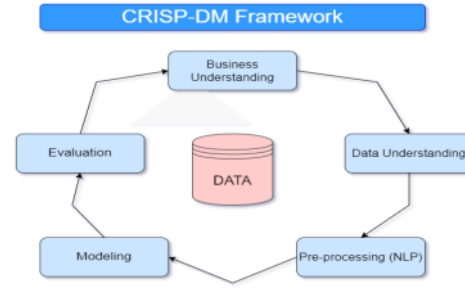 CRISP-DM Framework
Business
Understanding
Evaluation
Data Understanding
DATA
Modeling
Pre-processing (NLP)